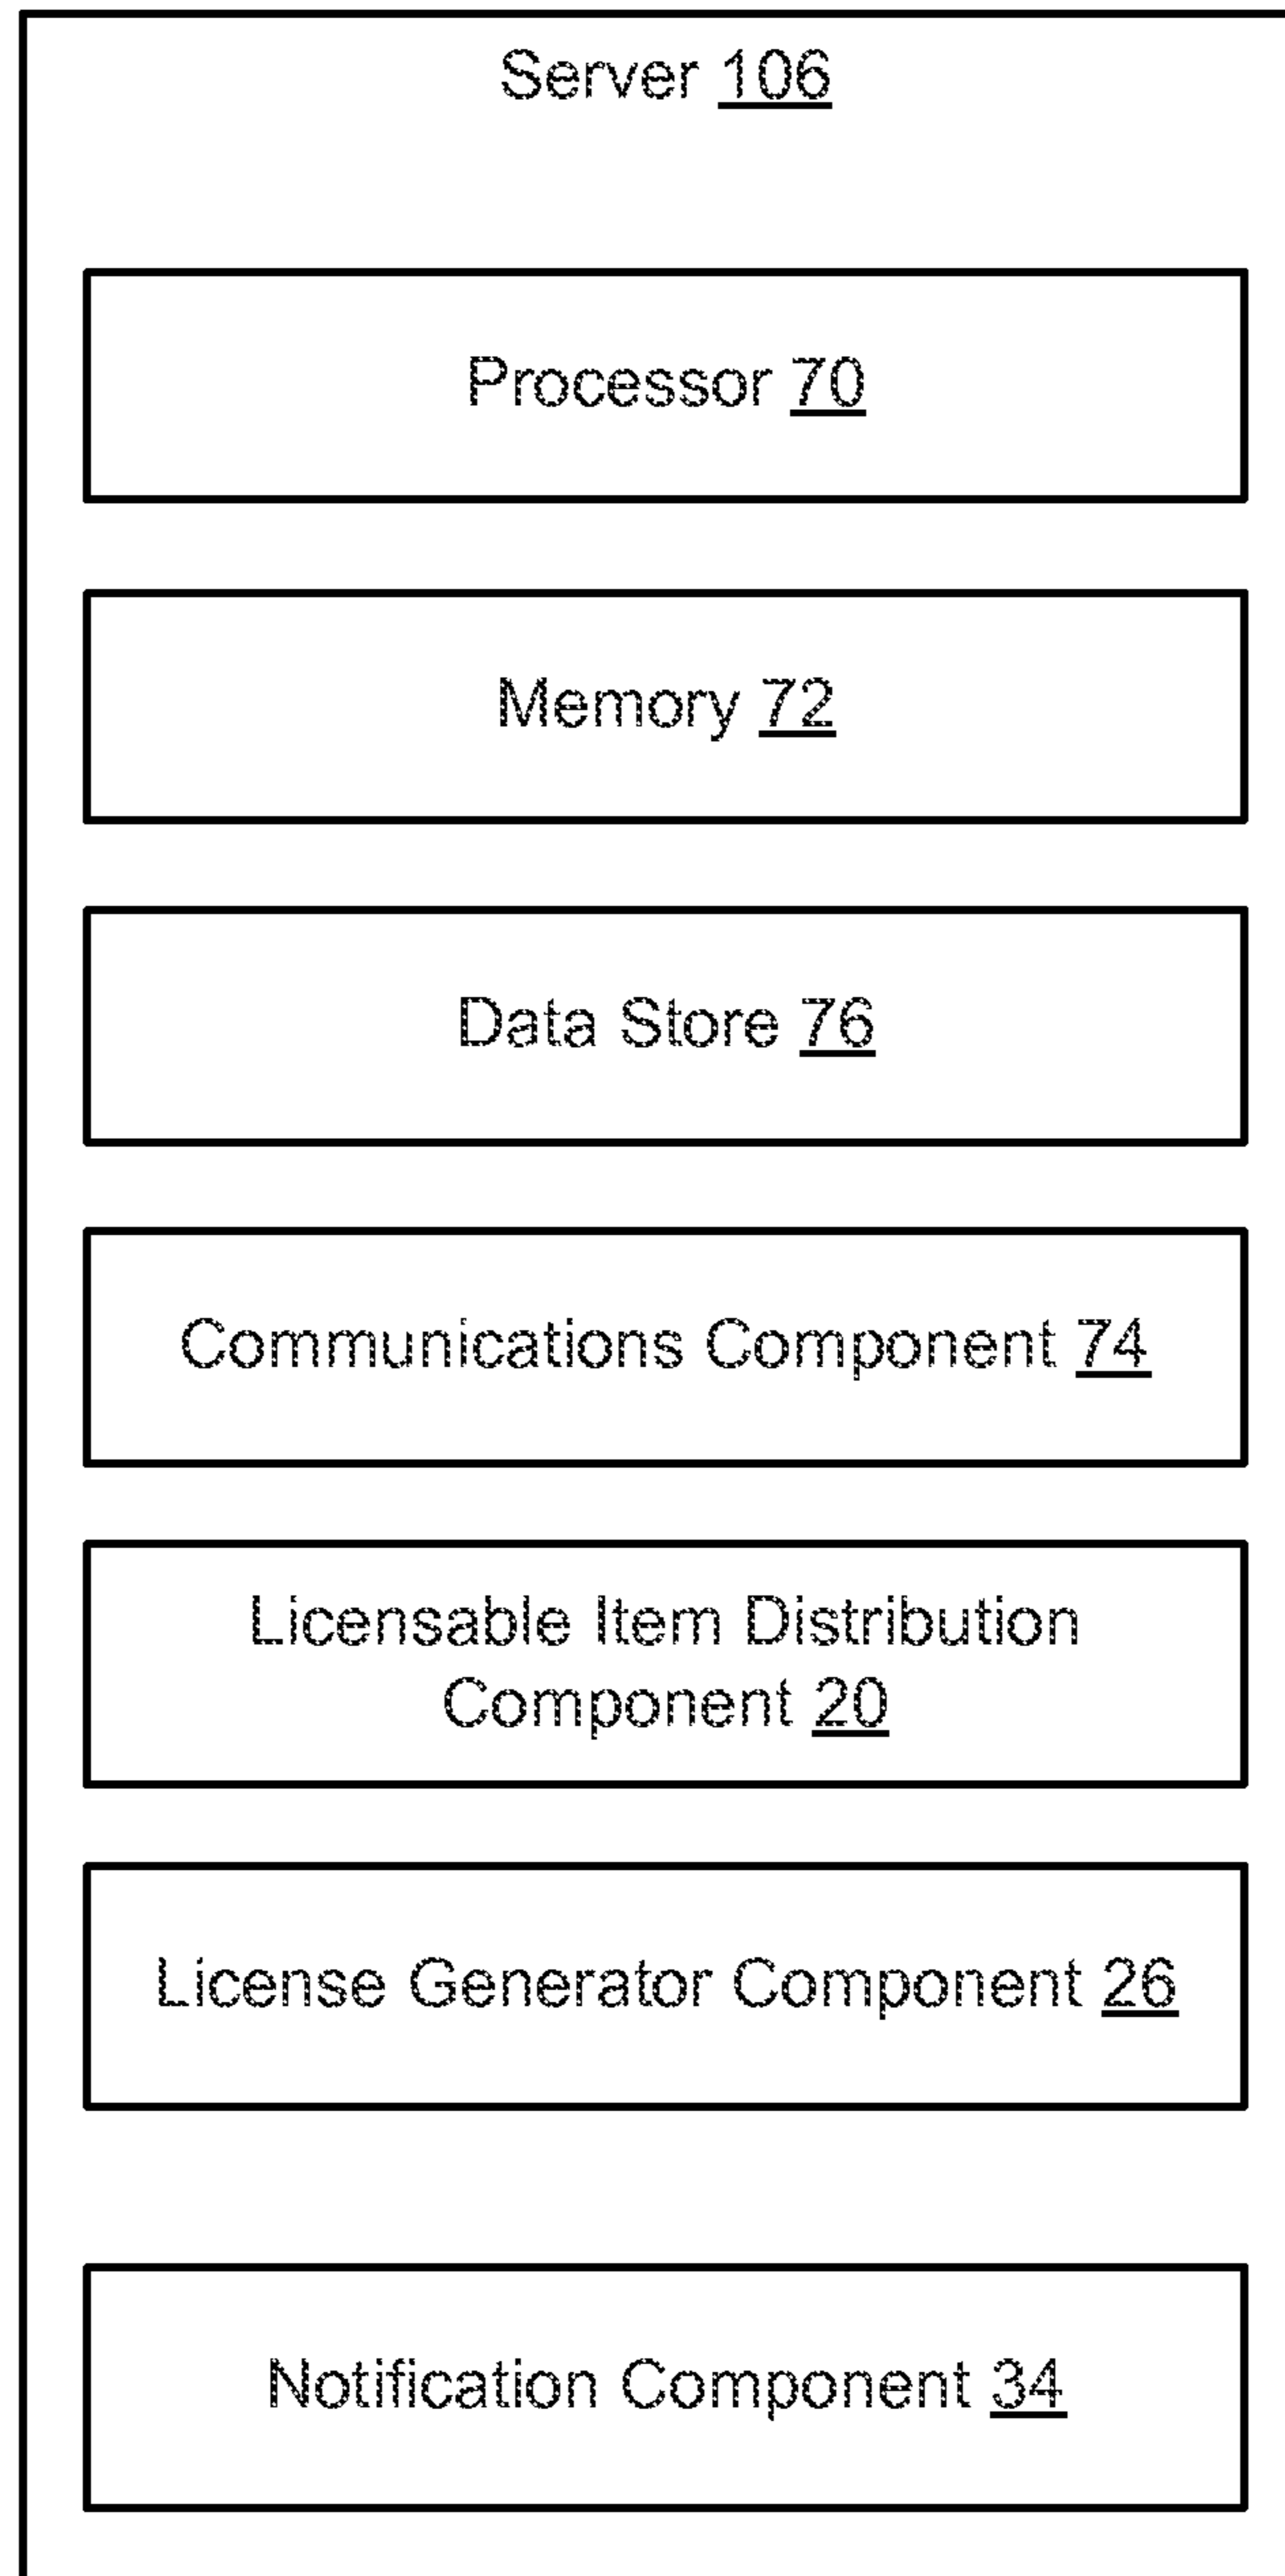 Server 106
Processor 70
Memory 72
Data Store 76
Communications Component 74
Licensable Item Distribution
Component 20
License Generator Component 26
Notification Component 34